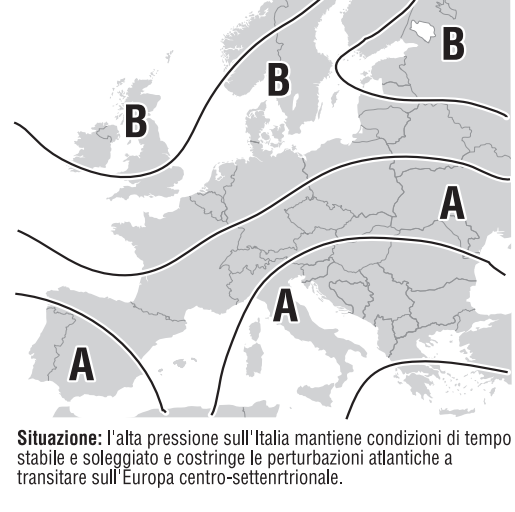 B
B
B
A
A
A
Situazione: l'alta pressione sull'Italia mantiene condizioni di tempo
stabile e soleggiato e costringe le perturbazioni atlantiche a
transitare sull'Europa centro-settenrtrionale.